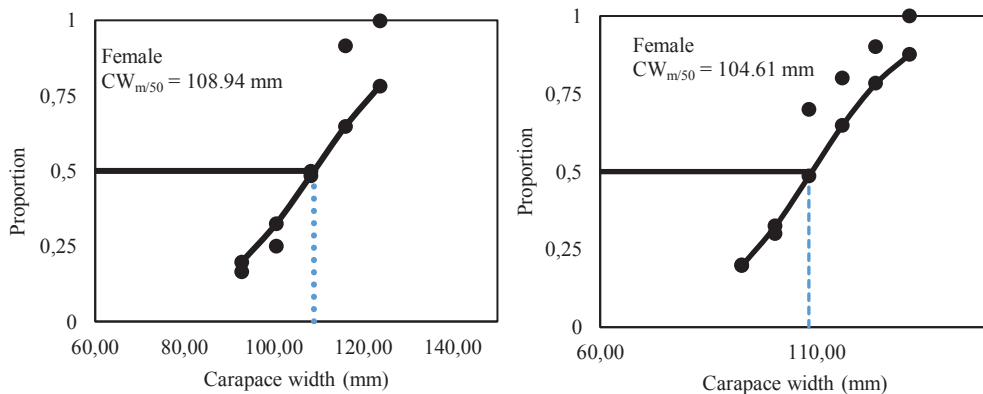 1
Female
CWm/50 = 108.94 mm
0,75
0,5
0,25
0
Proportion
60,00 80,00 100,00 120,00 140,00
Carapace width (mm)
1
Female
CWm/50 = 104.61 mm
0,75
0,5
0,25
0
Proportion
60,00 110,00
Carapace width (mm)